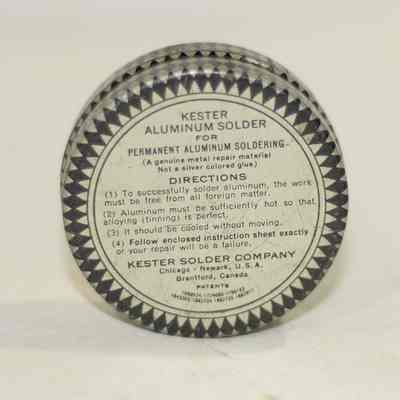 KESTER
ALUMINUM SOLDER
FOR
PERMANENT ALUMINUM SOLDERING-
(A genuine metal repair material
Not a silver colored glue)
DIRECTIONS
(1) To successfully solder aluminum, the work
must be free from all foreign matter.
(2) Aluminum must be sufficiently hot so that
alloying (tinning) is perfect.
(3) It should be cooled without moving.
(4) Follow enclosed instruction sheet exactly
or your repair will be a failure.
KESTER SOLDER COMPANY
Chicago - Newark, U.S.A.
Brantford, Canada
PATENTS